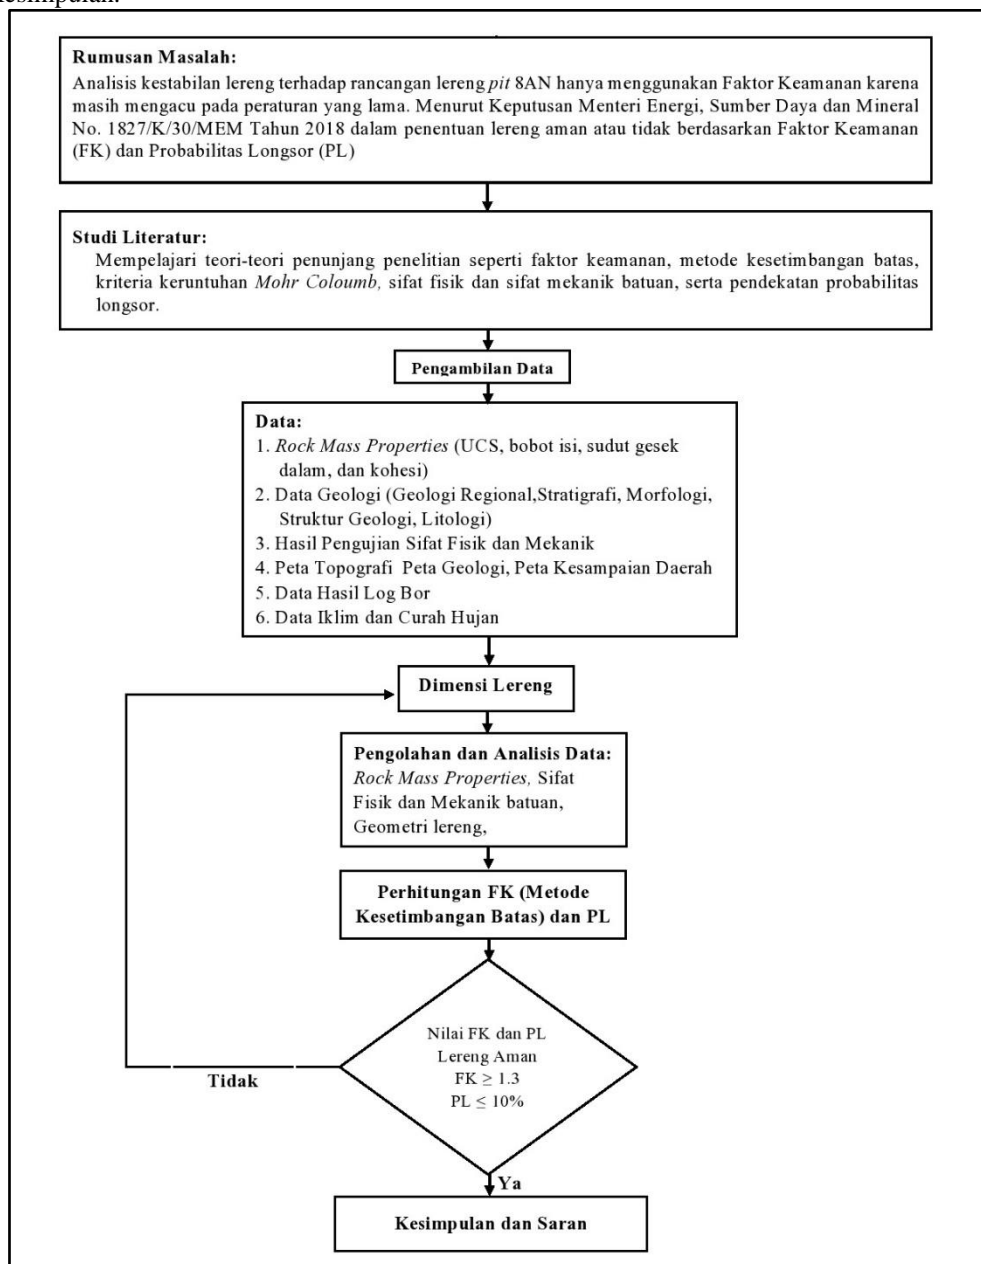 Rumusan Masalah:
Analisis kestabilan lereng terhadap rancangan lereng pit 8AN hanya menggunakan Faktor Keamanan karena
masih mengacu pada peraturan yang lama. Menurut Keputusan Menteri Energi, Sumber Daya dan Mineral
No. 1827/K/30/MEM Tahun 2018 dalam penentuan lereng aman atau tidak berdasarkan Faktor Keamanan
(FK) dan Probabilitas Longsor (PL)
Studi Literatur:
Mempelajari teori-teori penunjang penelitian seperti faktor keamanan, metode kesetimbangan batas,
kriteria keruntuhan Mohr Coloumb, sifat fisik dan sifat mekanik batuan, serta pendekatan probabilitas
longsor.
Pengambilan Data
Data:
1. Rock Mass Properties (UCS, bobot isi, sudut gesek
dalam, dan kohesi)
2. Data Geologi (Geologi Regional,Stratigrafi, Morfologi,
Struktur Geologi, Litologi)
3. Hasil Pengujian Sifat Fisik dan Mekanik
4. Peta Topografi Peta Geologi, Peta Kesampaian Daerah
5. Data Hasil Log Bor
6. Data Iklim dan Curah Hujan
Dimensi Lereng
Pengolahan dan Analisis Data:
Rock Mass Properties, Sifat
Fisik dan Mekanik batuan,
Geometri lereng,
Perhitungan FK (Metode
Kesetimbangan Batas) dan PL
Nilai FK dan PL
Lereng Aman
FK ≥ 1.3
PL ≤ 10%
Tidak
Ya
Kesimpulan dan Saran